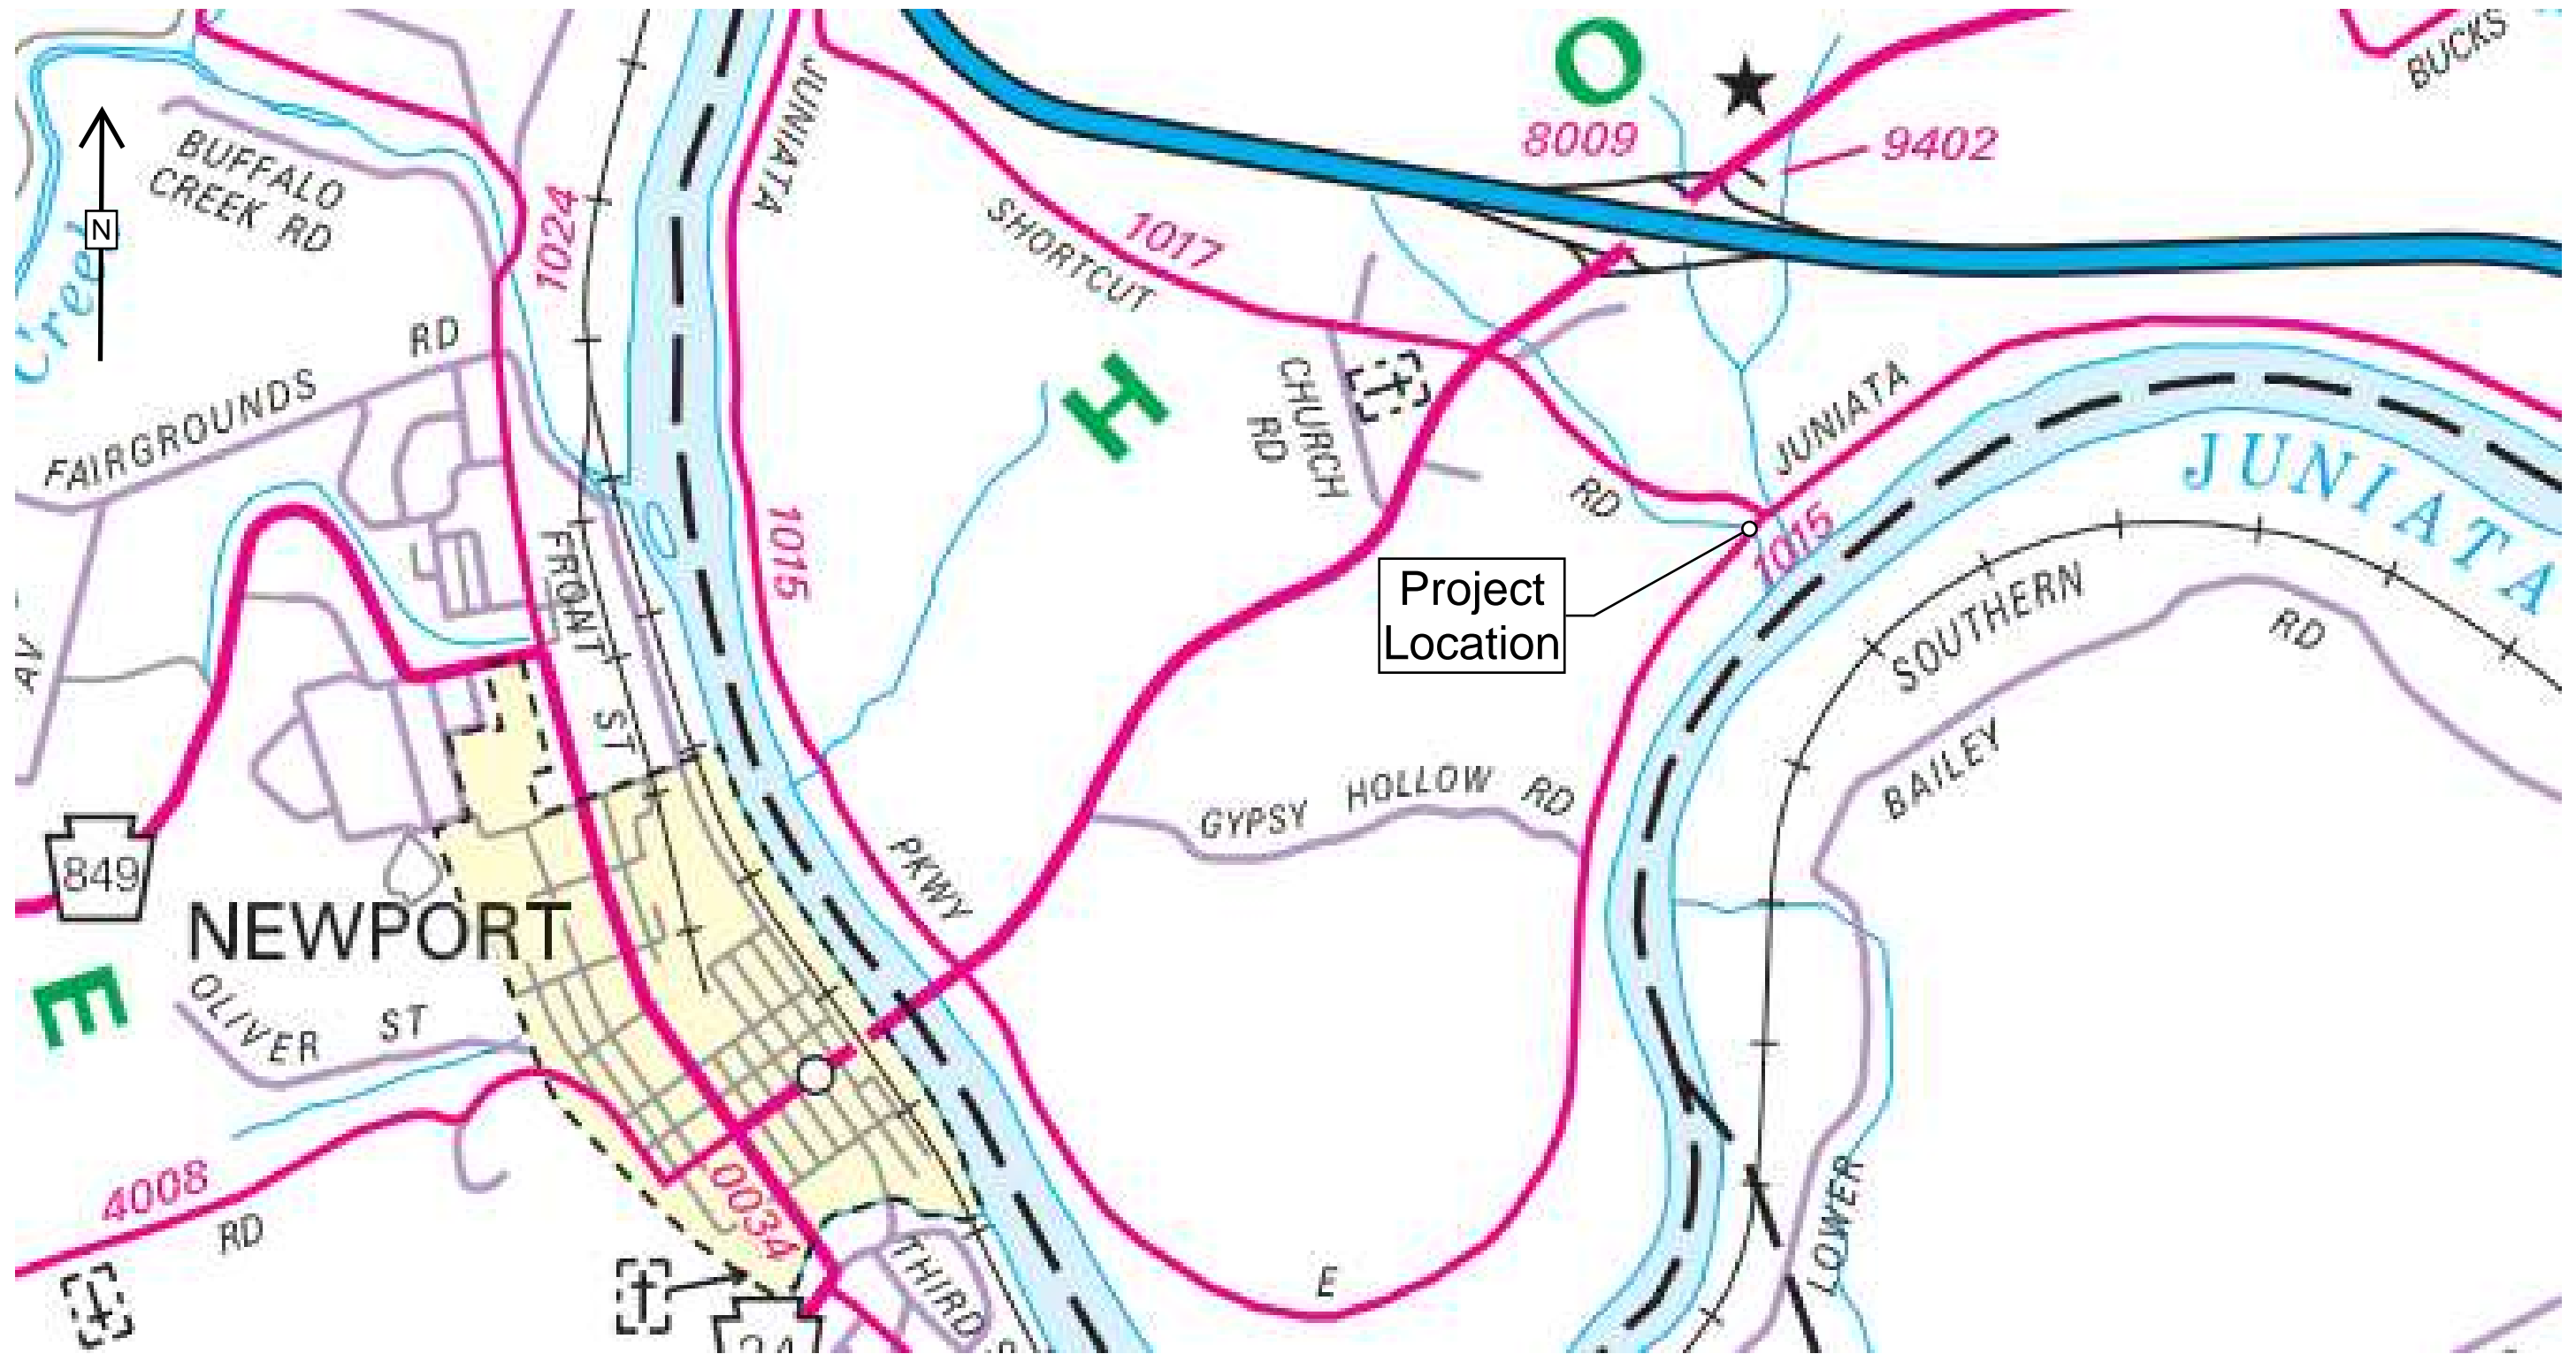 BUCKS
O
8009
9402
JUNIATA
BUFFALO
CREEK RD
N
1024
Creek
SHORTCUT
1017
RD
FAIRGROUNDS
H
CHURCH
RD
JUNIATA
RD
1015
JUNIATA
1015
FRONT
ST
Project
Location
SOUTHERN
RD
AV
BAILEY
GYPSY HOLLOW RD
PKWY
849
NEWPORT
E
OLIVER ST
4008
RD
0034
THIRD
LOWER
E
34